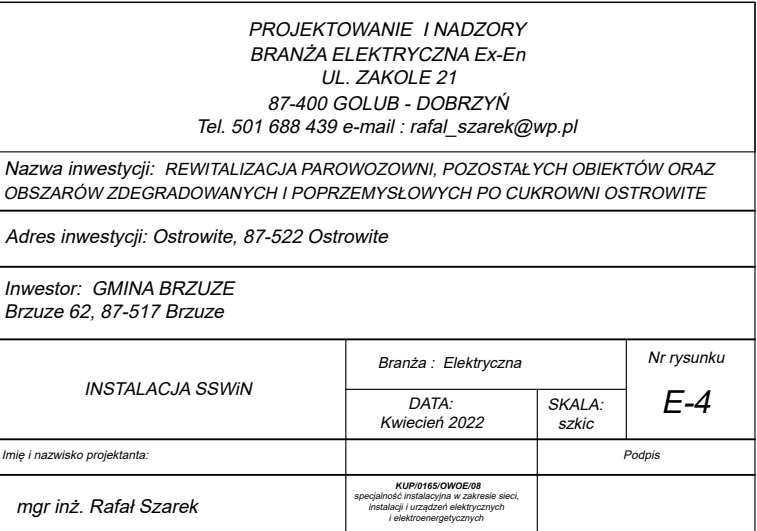 PROJEKTOWANIE I NADZORY
BRANŻA ELEKTRYCZNA Ex-En
UL. ZAKOLE 21
87-400 GOLUB - DOBRZYŃ
Tel. 501 688 439 e-mail : rafal_szarek@wp.pl
Nazwa inwestycji: REWITALIZACJA PAROWOZOWNI, POZOSTAŁYCH OBIEKTÓW ORAZ
OBSZARÓW ZDEGRADOWANYCH I POPRZEMYSŁOWYCH PO CUKROWNI OSTROWITE
Adres inwestycji: Ostrowite, 87-522 Ostrowite
Inwestor: GMINA BRZUZE
Brzuze 62, 87-517 Brzuze
INSTALACJA SSWiN
Branża : Elektryczna
DATA:
Kwiecień 2022
SKALA:
szkic
Nr rysunku
E-4
Imię i nazwisko projektanta:
Podpis
mgr inż. Rafał Szarek
KUP/0165/OWOE/08
specjalność instalacyjna w zakresie sieci,
instalacji i urządzeń elektrycznych
i elektroenergetycznych